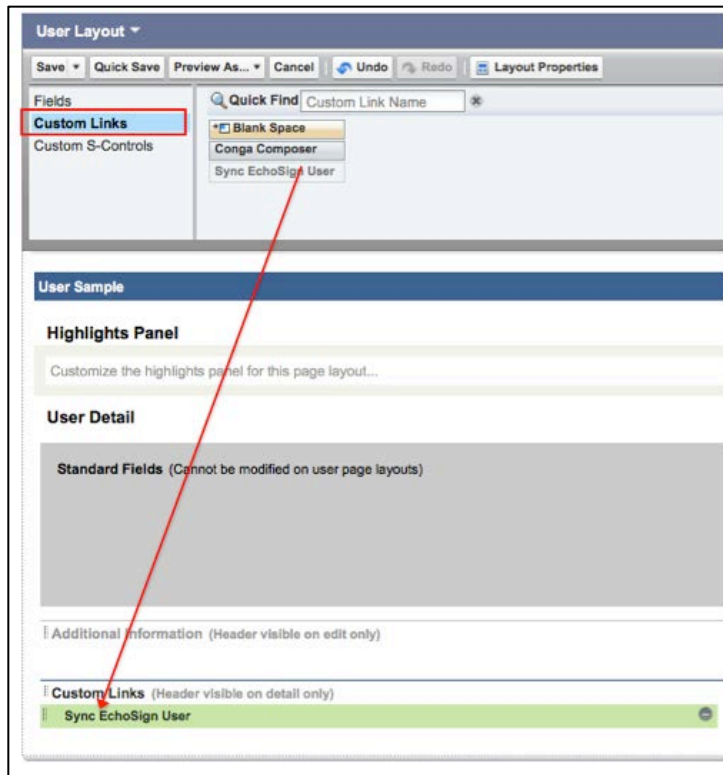 User Layout
Save Quick Save Preview As... Cancel Undo Redo Layout Properties
Fields
Custom Links
Custom S-Controls
Quick Find Custom Link Name
Blank Space
Conga Composer
Sync EchoSign User
User Sample
Highlights Panel
Customize the highlights panel for this page layout...
User Detail
Standard Fields (Cannot be modified on user page layouts)
Additional Information (Header visible on edit only)
Custom Links (Header visible on detail only)
Sync EchoSign User